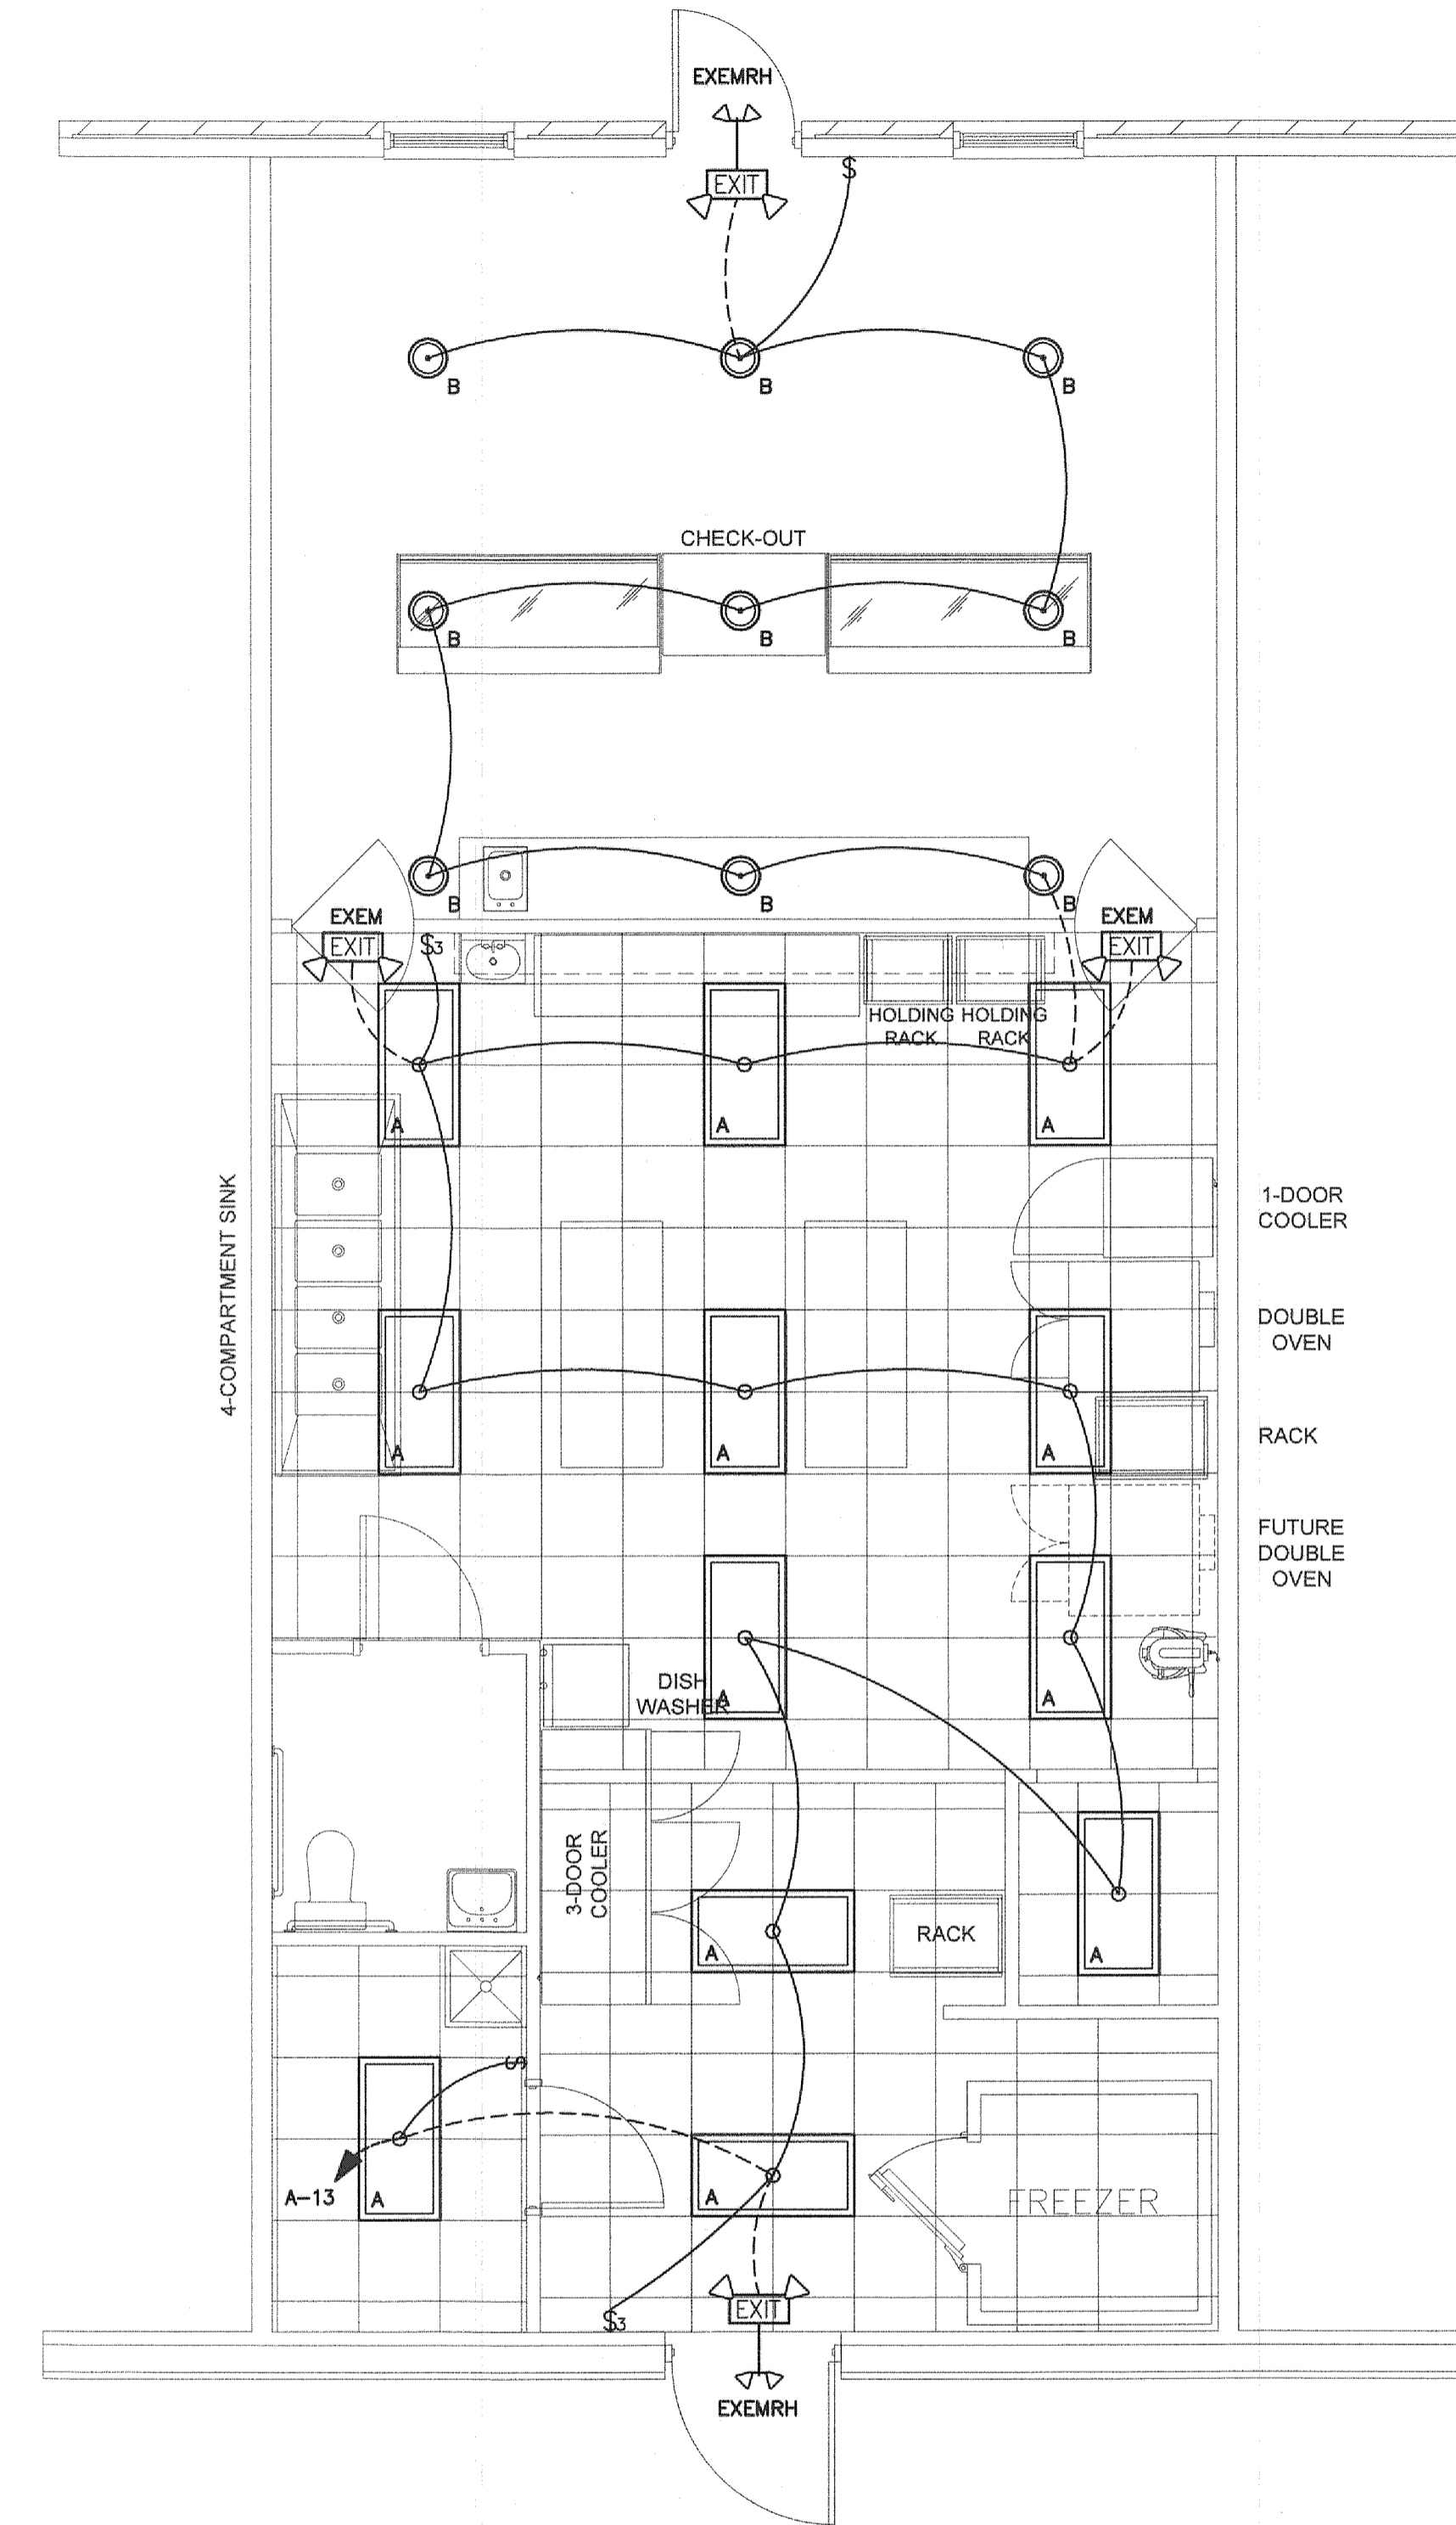 EXEMRH
EXIT
$
B
B
B
CHECK-OUT
B
B
B
B
B
B
EXEM
EXEM
EXIT
$3
EXIT
HOLDING
RACK
HOLDING
RACK
A
A
A
4-COMPARTMENT SINK
1-DOOR
COOLER
DOUBLE
OVEN
A
A
A
RACK
FUTURE
DOUBLE
OVEN
DISH
WASHER
A
A
3-DOOR
COOLER
A
RACK
A
$
A-13
A
A
FREEZER
$3
EXIT
EXEMRH